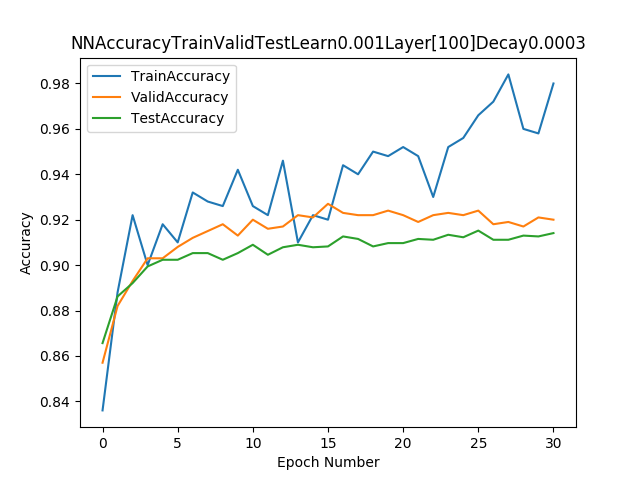 NNAccuracyTrainValidTestLearn0.001Layer[100]Decay0.0003
TrainAccuracy
ValidAccuracy
TestAccuracy
0.98
0.96
0.94
0.92
0.90
0.88
0.86
0.84
Accuracy
0 5 10 15 20 25 30
Epoch Number